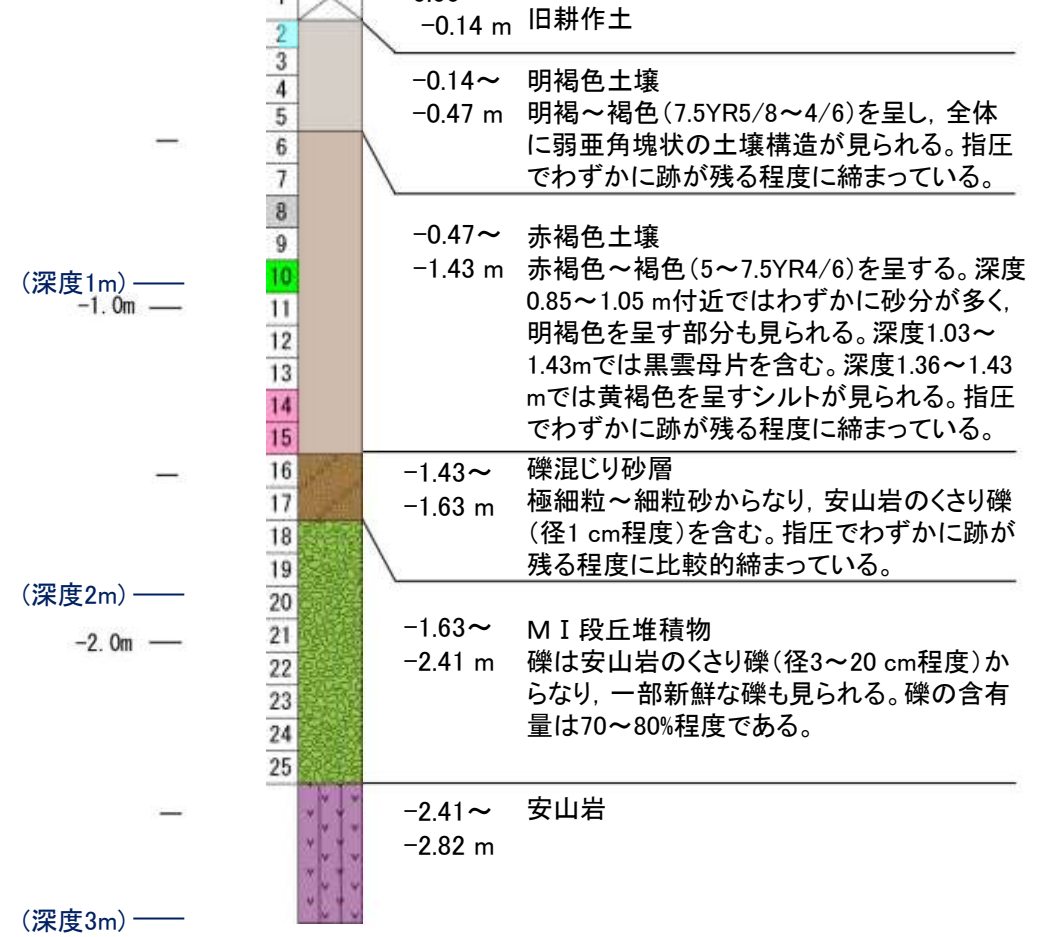 -0.14 m 旧耕作土
2
3
-0.14～ 明褐色土壌
4
5
-0.47 m 明褐～褐色（7.5YR5/8～4/6）を呈し，全体
に弱亜角塊状の土壌構造が見られる。指圧
6
7
でわずかに跡が残る程度に締まっている。
8
9
-0.47～ 赤褐色土壌
10
-1.43 m 赤褐色～褐色（5～7.5YR4/6）を呈する。深度
（深度1m）
-1.0m
11
0.85～1.05 m付近ではわずかに砂分が多く，
明褐色を呈す部分も見られる。深度1.03～
12
1.43mでは黒雲母片を含む。深度1.36～1.43
13
mでは黄褐色を呈すシルトが見られる。指圧
14
でわずかに跡が残る程度に締まっている。
15
16
-1.43～ 礫混じり砂層
17
-1.63 m 極細粒～細粒砂からなり，安山岩のくさり礫
（径1 cm程度）を含む。指圧でわずかに跡が
18
残る程度に比較的締まっている。
19
（深度2m）
20
21
-1.63～ ＭⅠ段丘堆積物
-2.0m
22
-2.41 m 礫は安山岩のくさり礫（径3～20 cm程度）か
らなり，一部新鮮な礫も見られる。礫の含有
23
量は70～80%程度である。
24
25
-2.41～ 安山岩
-2.82 m
（深度3m）